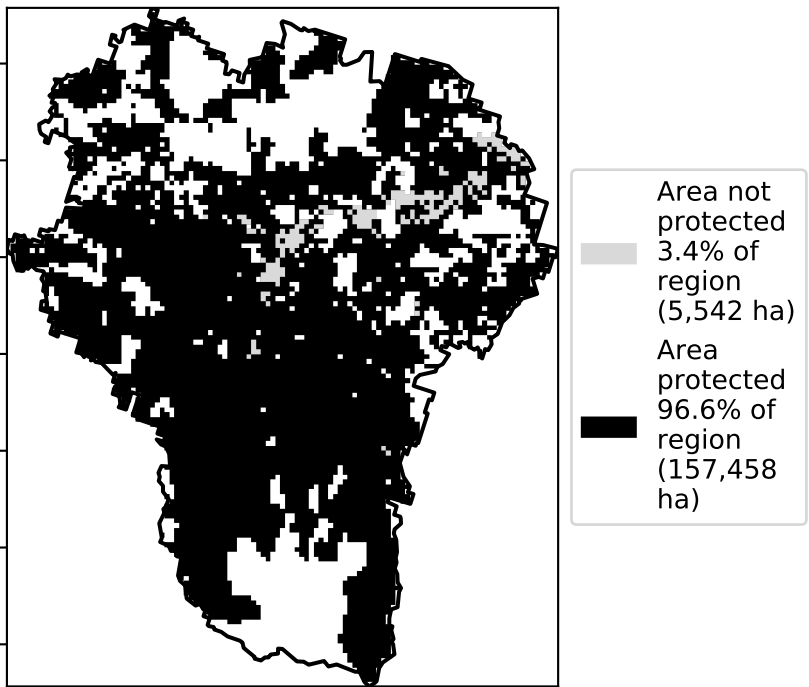 Area not
protected
3.4% of
region
(5,542 ha)
Area
protected
96.6% of
region
(157,458
ha)